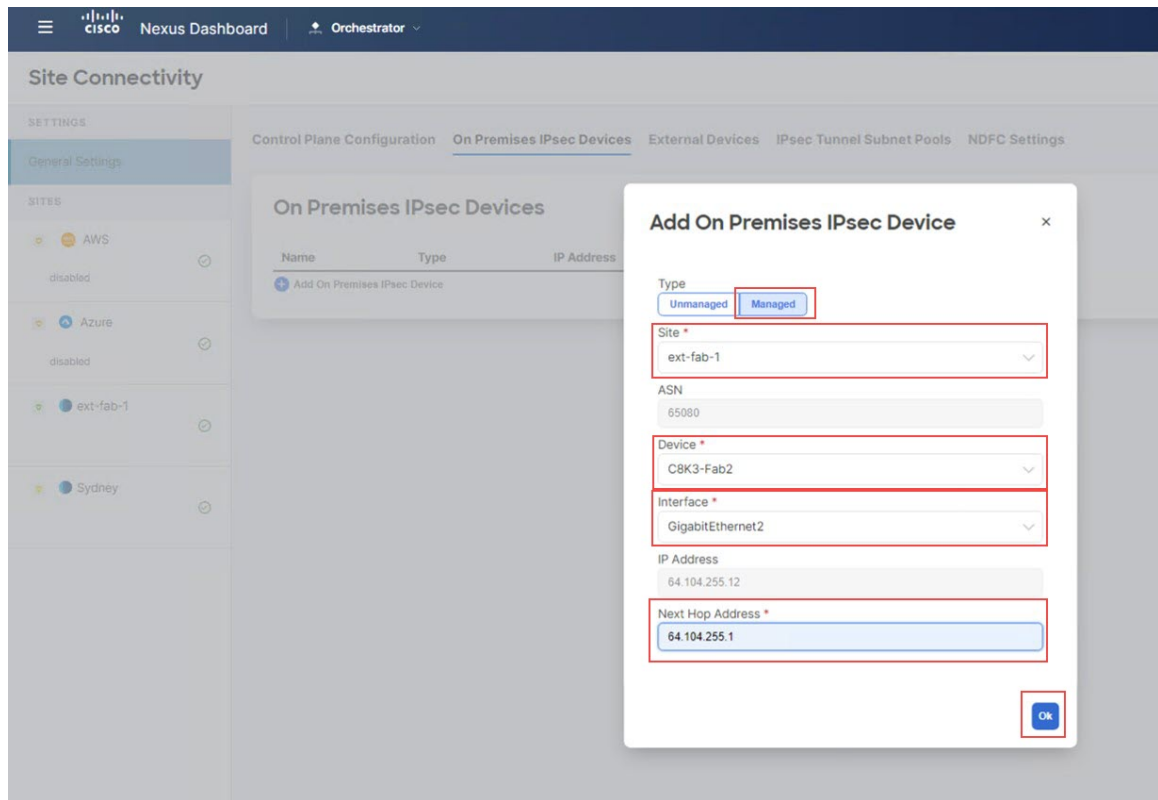 cisco Nexus Dashboard Orchestrator
Site Connectivity
SETTINGS
General Settings
SITES
AWS
disabled
Azure
disabled
ext-fab-1
Sydney
Control Plane Configuration On Premises IPsec Devices External Devices IPsec Tunnel Subnet Pools NDFC Settings
On Premises IPsec Devices
Name Type IP Address
Add On Premises IPsec Device
Add On Premises IPsec Device ×
Type
Unmanaged Managed
Site *
ext-fab-1
ASN
65080
Device *
C8K3-Fab2
Interface *
GigabitEthernet2
IP Address
64.104.255.12
Next Hop Address *
64.104.255.1
Ok